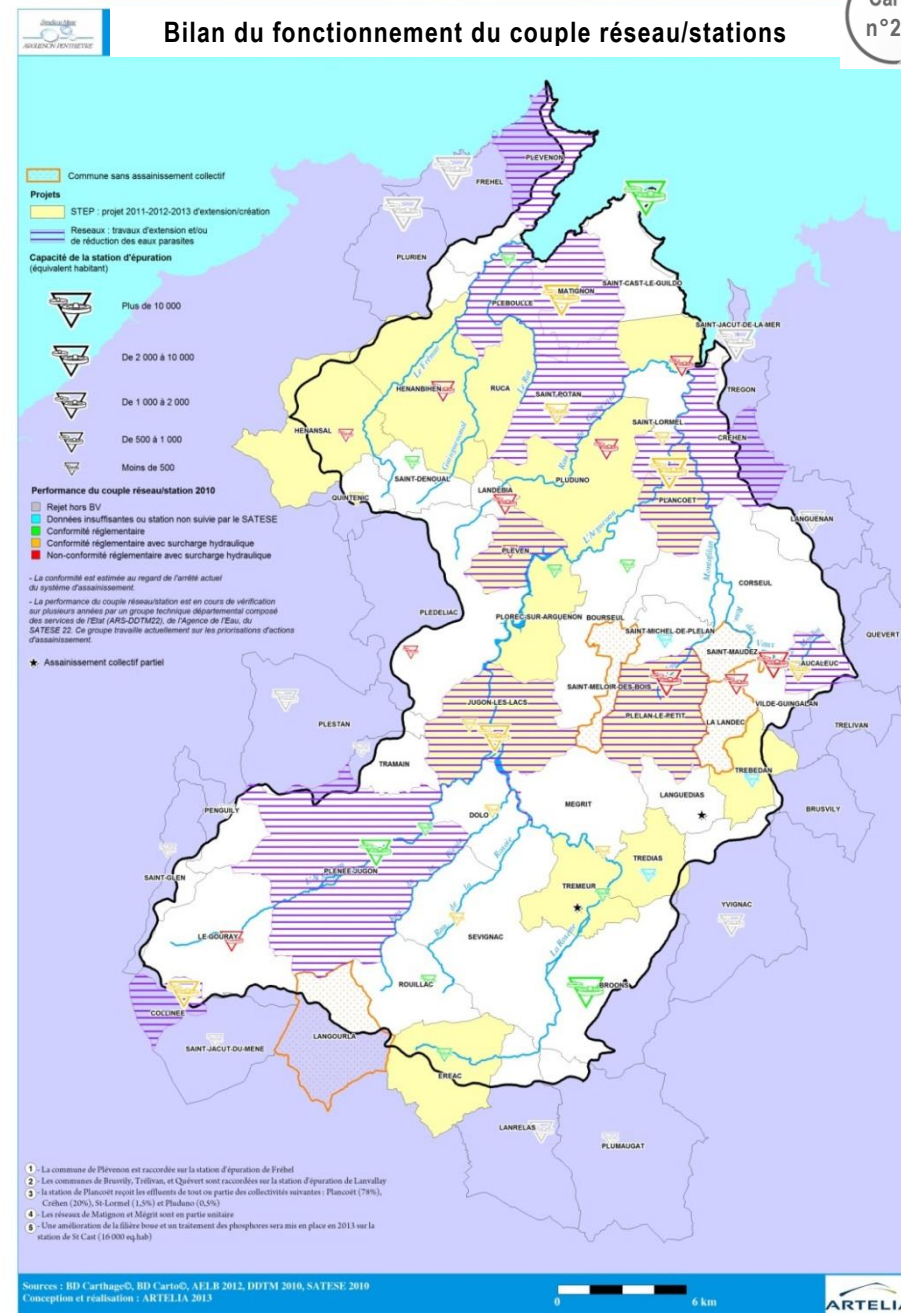 Syndicat Mixte
ARGUENON PENTHIEVRE
Bilan du fonctionnement du couple réseau/stations
n°2
Commune sans assainissement collectif
Projets
STEP : projet 2011-2012-2013 d'extension/création
Reseaux : travaux d'extension et/ou
de réduction des eaux parasites
Capacité de la station d'épuration
(équivalent habitant)
Plus de 10 000
De 2 000 à 10 000
De 1 000 à 2 000
De 500 à 1 000
Moins de 500
Performance du couple réseau/station 2010
Rejet hors BV
Données insuffisantes ou station non suivie par le SATESE
Conformité réglementaire
Conformité réglementaire avec surcharge hydraulique
Non-conformité réglementaire avec surcharge hydraulique
- La conformité est estimée au regard de l'arrêté actuel
du système d'assainissement.
- La performance du couple réseau/station est en cours de vérification
sur plusieurs années par un groupe technique départemental composé
des services de l'Etat (ARS-DDTM22), de l'Agence de l'Eau, du
SATESE 22. Ce groupe travaille actuellement sur les priorisations d'actions
d'assainissement.
★ Assainissement collectif partiel
PLEVENON
FREHEL
PLURIEN
SAINT-CAST-LE-GUILDO
MATIGNON
PLEBOULLE
SAINT-JACUT-DE-LA-MER
TREGON
Le Frémur
HENANBIHEN
RUCA
Le Rat
SAINT-POTAN
SAINT-LORMEL
CREHEN
HENANSAL
Guinguenoual
SAINT-DENOUAL
PLUDUNO
LANDEBIA
PLANCOET
QUINTENIC
L'Arguenon
LANGUENAN
PLEVEN
Montafilan
CORSEUL
PLEDELIAC
PLOREC-SUR-ARGUENON
BOURSEUL
SAINT-MICHEL-DE-PLELAN
QUEVERT
SAINT-MAUDEZ
AUCALEUC
SAINT-MELOIR-DES-BOIS
JUGON-LES-LACS
PLELAN-LE-PETIT
VILDE-GUINGALAN
LA LANDEC
PLESTAN
TRELIVAN
TRAMAIN
TREBEDAN
LANGUEDIAS
PENGUILY
MEGRIT
DOLO
BRUSVILY
SAINT-GLEN
PLENEE-JUGON
TREDIAS
TREMEUR
YVIGNAC
LE-GOURAY
SEVIGNAC
La Rosette
ROUILLAC
BROONS
COLLINEE
SAINT-JACUT-DU-MENE
LANGOURLA
EREAC
LANRELAS
PLUMAUGAT
1 - La commune de Plévenon est raccordée sur la station d'épuration de Fréhel
2 - Les communes de Brusvily, Trélivan, et Quévert sont raccordées sur la station d'épuration de Lanvallay
3 - la station de Plancoët reçoit les effluents de tout ou partie des collectivités suivantes : Plancoët (78%),
Créhen (20%), St-Lormel (1,5%) et Pluduno (0,5%)
4 - Les réseaux de Matignon et Mégrit sont en partie unitaire
5 - Une amélioration de la filière boue et un traitement des phosphores sera mis en place en 2013 sur la
station de St Cast (16 000 eq.hab)
Sources : BD Carthage©, BD Carto©, AELB 2012, DDTM 2010, SATESE 2010
Conception et réalisation : ARTELIA 2013
0 6 km
ARTELIA